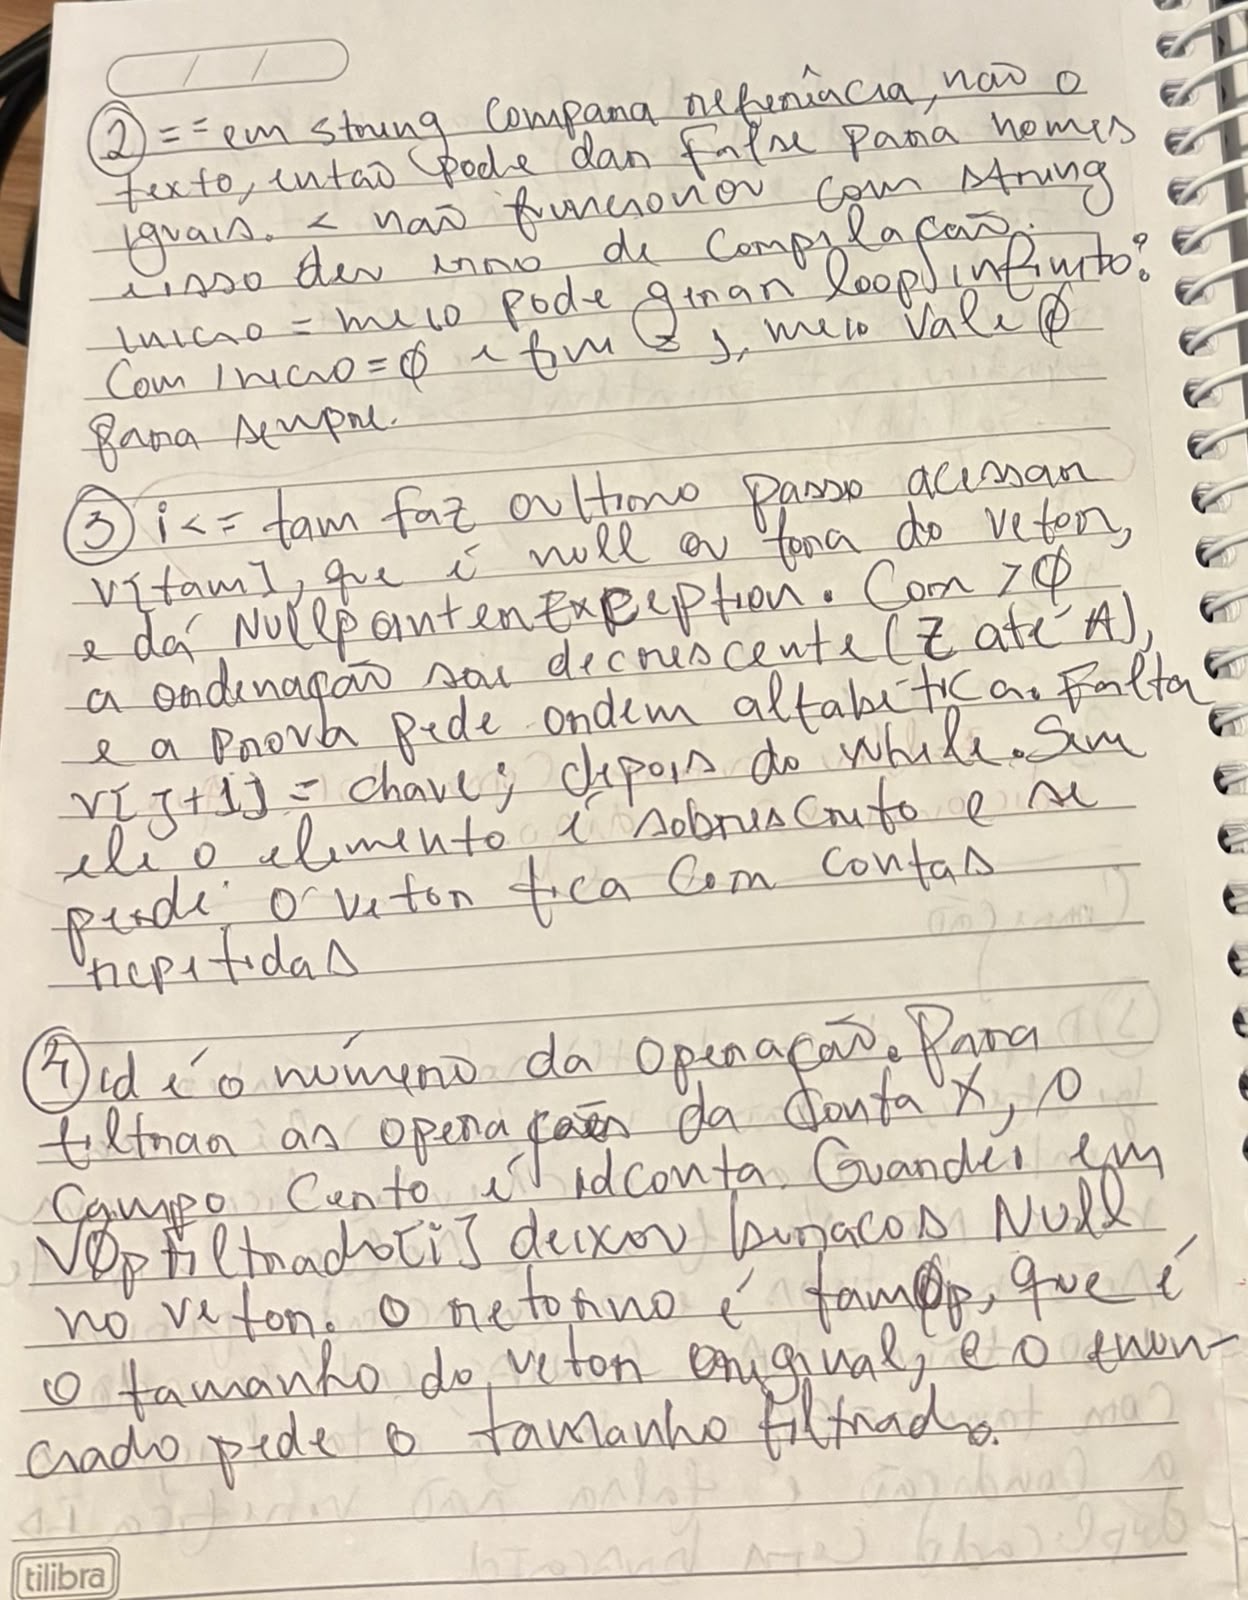 ② == em string compara referência, não o
texto, então pode dar false para nomes
iguais. < não funcionou com string
e isso deu erro de compilação.
inicio = meio pode gerar loop infinito:
Com inicio = 0 e fim = 1, meio vale 0
para sempre.
③ i <= tam faz o ultimo passo acessar
v[tam], que é null ou fora do vetor,
e dá NullPointerException. Com > 0
a ordenação sai decrescente (Z até A),
e a prova pede ordem alfabética. Falta
v[j+1] = chave; depois do while. Sem
ele o elemento é sobrescrito e se
perde. O vetor fica com contas
repetidas
④ id é o número da operação. Para
filtrar as operações da conta X, o
campo certo é idconta. Guardei em
vOpfiltrado[i] deixou buracos Null
no vetor. O retorno é tamOp, que é
o tamanho do vetor original, e o enun-
ciado pede o tamanho filtrado.
tilibra